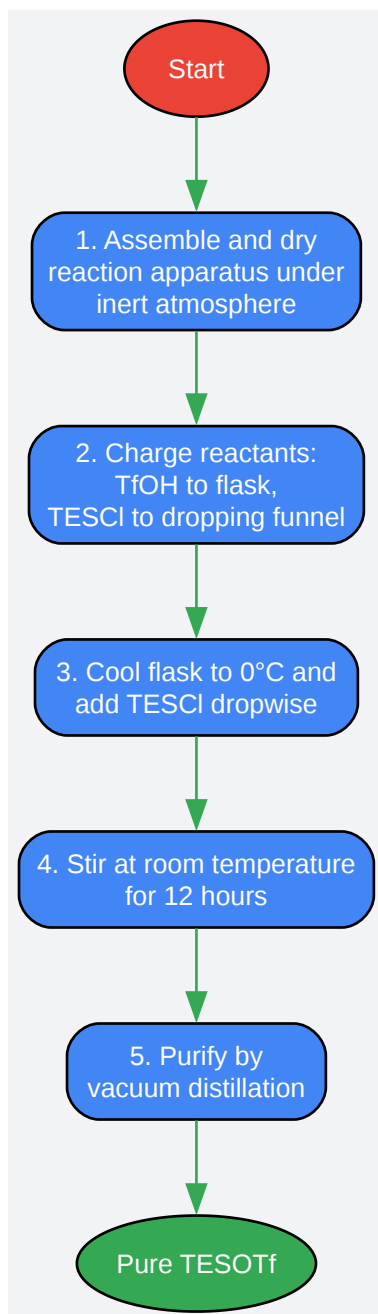 Start
1. Assemble and dry
reaction apparatus under
inert atmosphere
2. Charge reactants:
TfOH to flask,
TESCl to dropping funnel
3. Cool flask to 0°C and
add TESCl dropwise
4. Stir at room temperature
for 12 hours
5. Purify by
vacuum distillation
Pure TESOTf